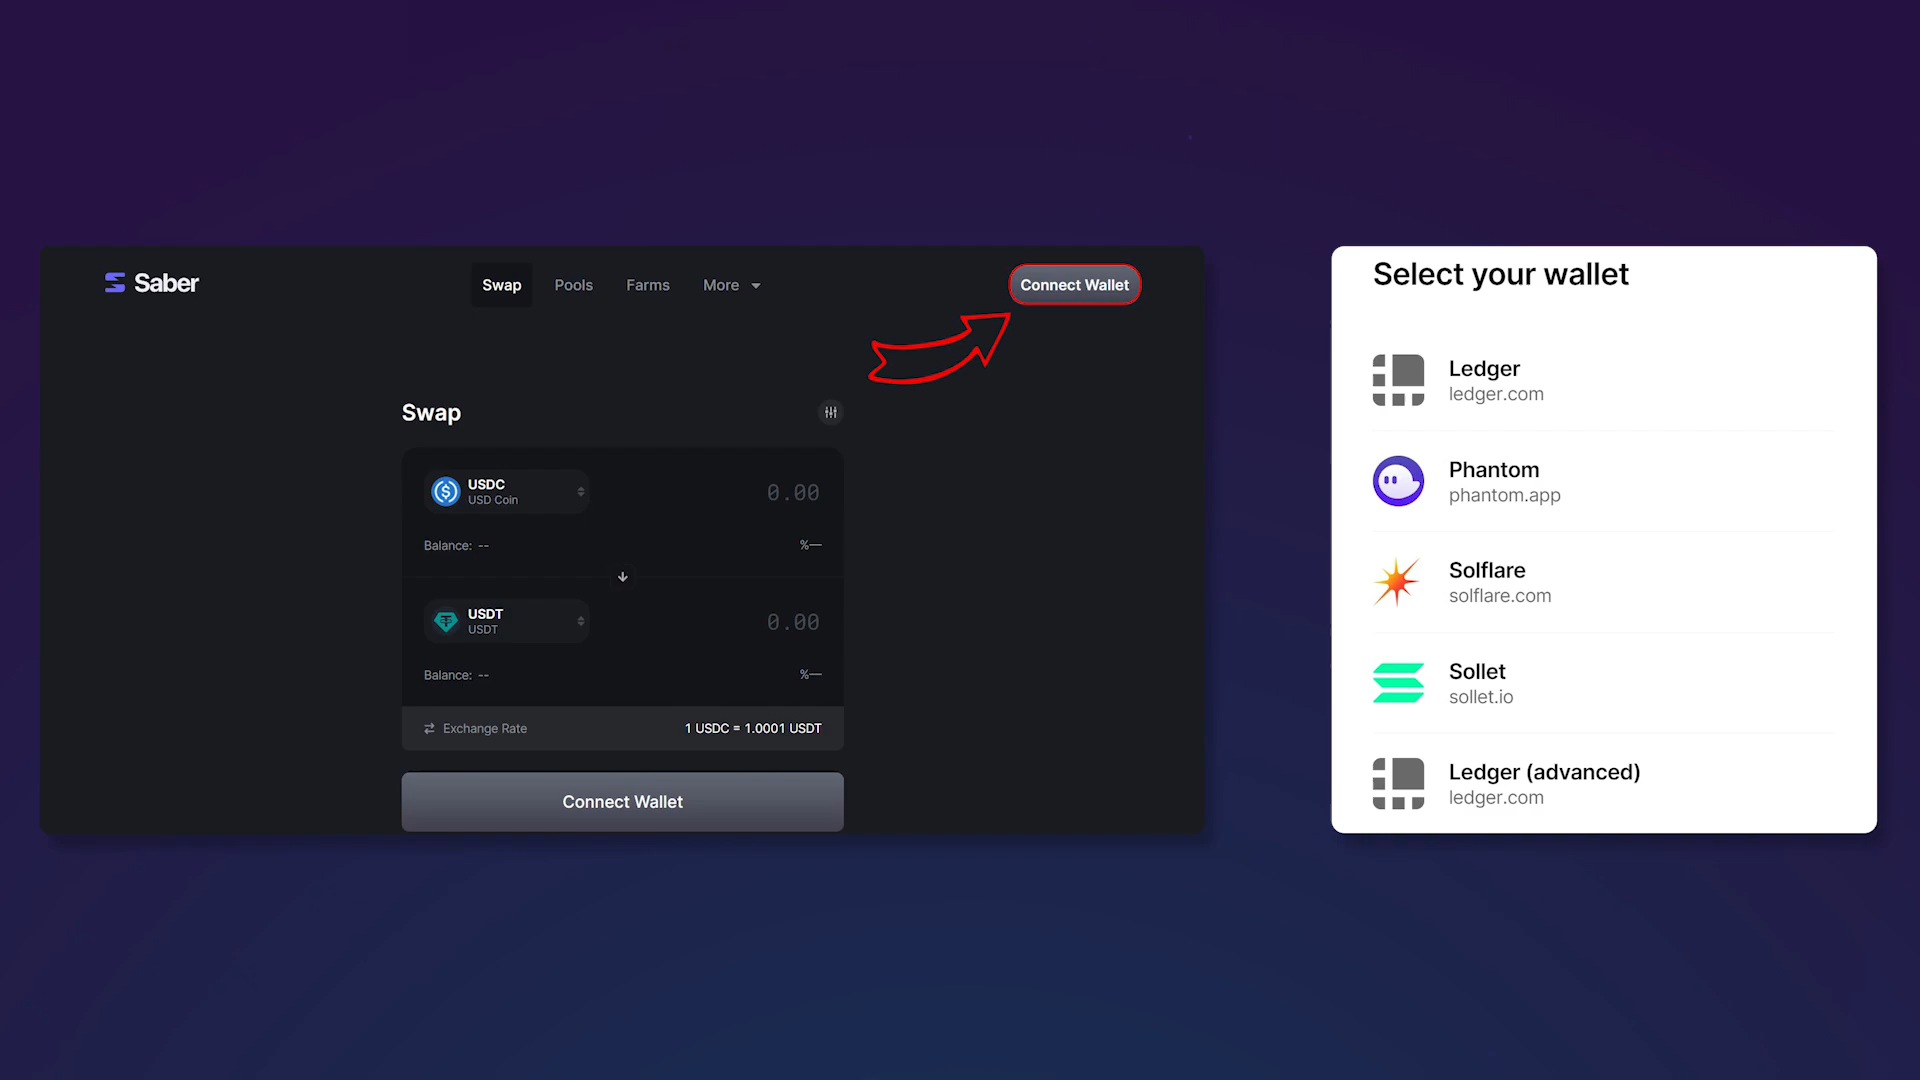 Saber
Swap Pools Farms More
Connect Wallet
Swap
USDC
USD Coin
0.00
Balance: --
%—
USDT
USDT
0.00
Balance: --
%—
Exchange Rate
1 USDC = 1.0001 USDT
Connect Wallet
Select your wallet
Ledger
ledger.com
Phantom
phantom.app
Solflare
solflare.com
Sollet
sollet.io
Ledger (advanced)
ledger.com